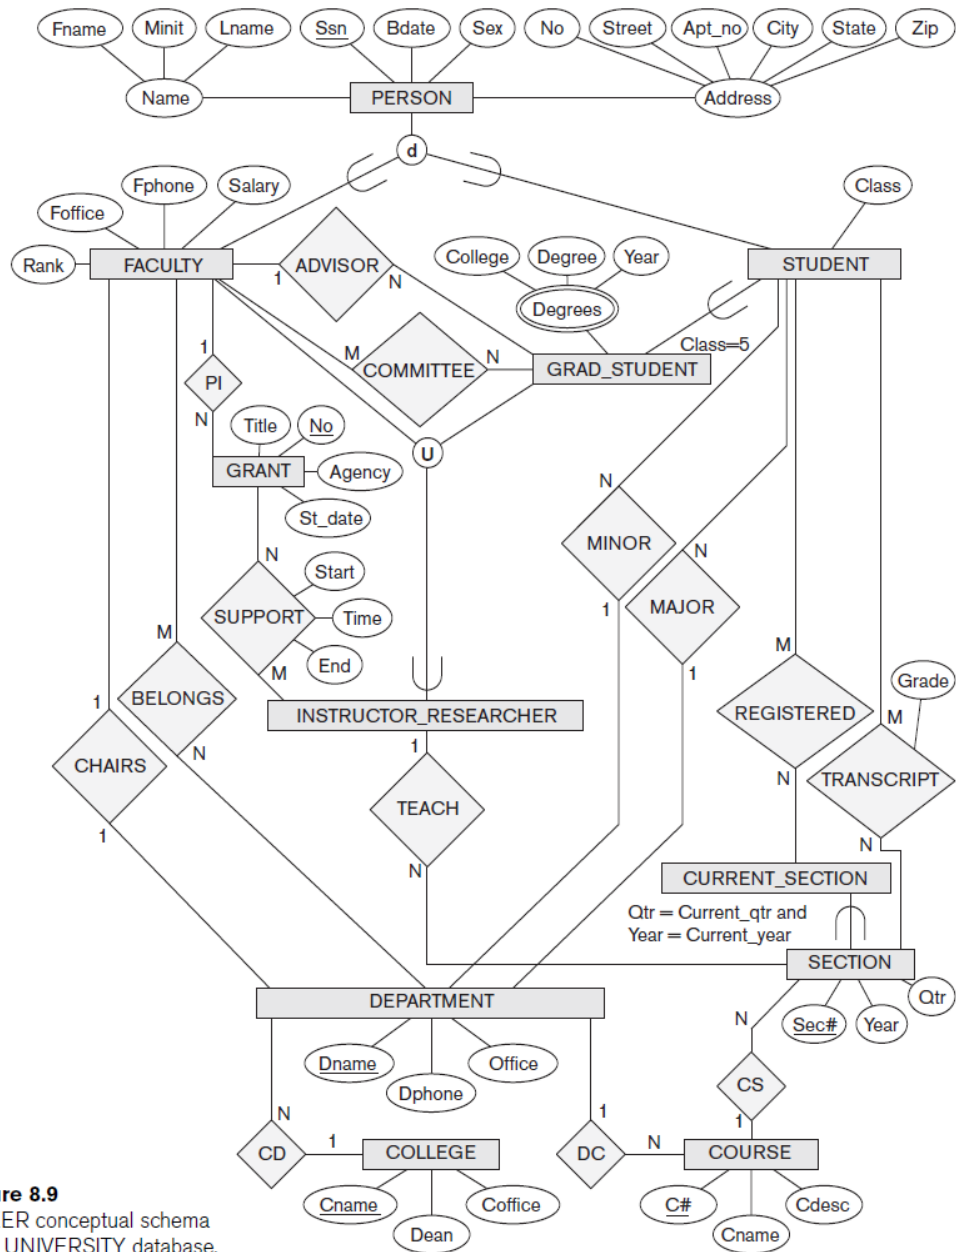 Fname Minit Lname Ssn Bdate Sex No Street Apt_no City State Zip
Name PERSON Address
d
Fphone Salary Class
Foffice
Rank FACULTY ADVISOR College Degree Year STUDENT
1 N
Degrees
Class=5
1 M COMMITTEE N GRAD_STUDENT
PI
N Title No
U
GRANT Agency
N
St_date
N MINOR N
Start
1 MAJOR
SUPPORT Time
M End M
1 Grade
BELONGS
1 INSTRUCTOR_RESEARCHER REGISTERED M
N 1
CHAIRS N TRANSCRIPT
TEACH
1 N
N
CURRENT_SECTION
Qtr = Current_qtr and
Year = Current_year
SECTION
DEPARTMENT Qtr
N Sec# Year
Dname Office
Dphone CS
N 1 1
CD 1 COLLEGE DC N COURSE
re 8.9
ER conceptual schema
Cname Coffice C# Cdesc
Dean Cname
UNIVERSITY database.